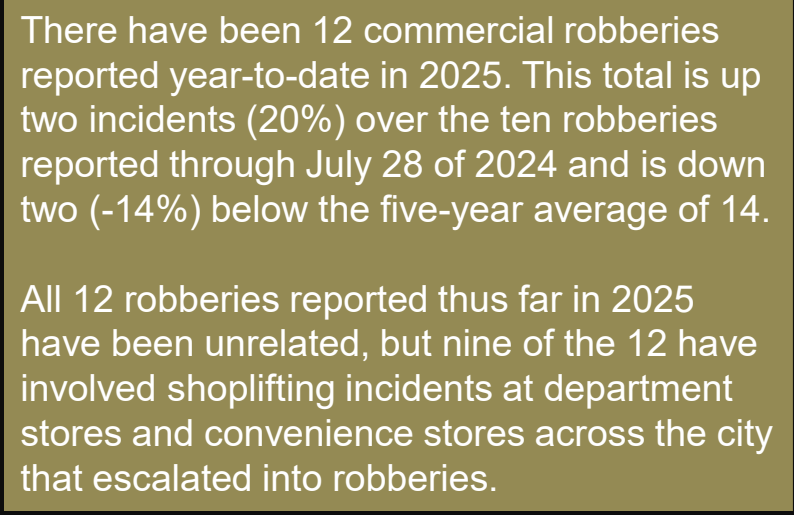 There have been 12 commercial robberies
reported year-to-date in 2025. This total is up
two incidents (20%) over the ten robberies
reported through July 28 of 2024 and is down
two (-14%) below the five-year average of 14.
All 12 robberies reported thus far in 2025
have been unrelated, but nine of the 12 have
involved shoplifting incidents at department
stores and convenience stores across the city
that escalated into robberies.